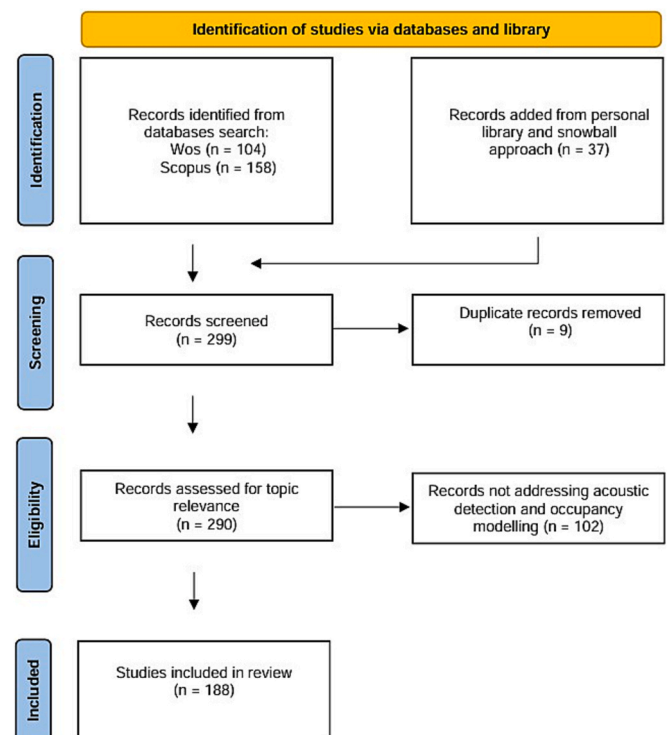 Identification of studies via databases and library
Identification
Records identified from
databases search:
Wos (n = 104)
Scopus (n = 158)
Records added from personal
library and snowball
approach (n = 37)
Screening
Records screened
(n = 299)
Duplicate records removed
(n = 9)
Eligibility
Records assessed for topic
relevance
(n = 290)
Records not addressing acoustic
detection and occupancy
modelling (n = 102)
Included
Studies included in review
(n = 188)